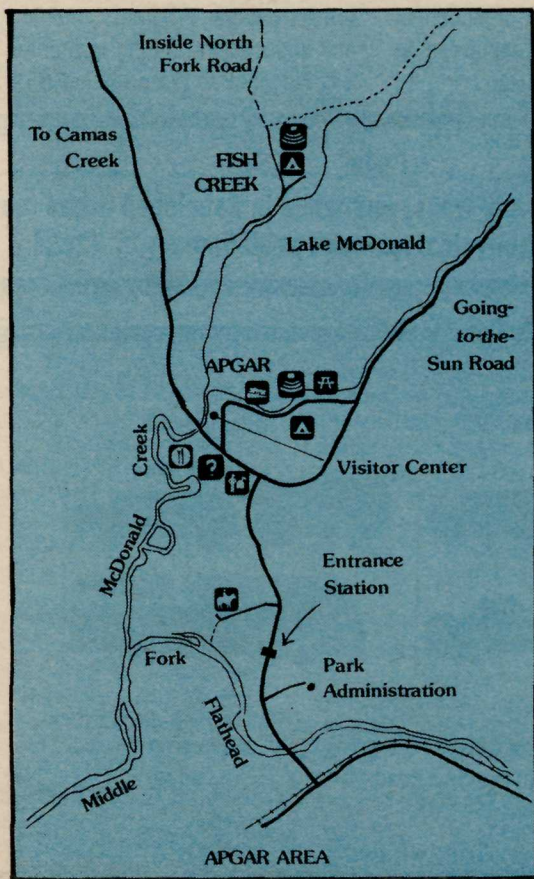 Inside North
Fork Road
To Camas
Creek
FISH
CREEK
Lake McDonald
Going-
to-the-
Sun Road
APGAR
Creek
?
Visitor Center
McDonald
Entrance
Station
Fork
Park
Administration
Flathead
Middle
APGAR AREA